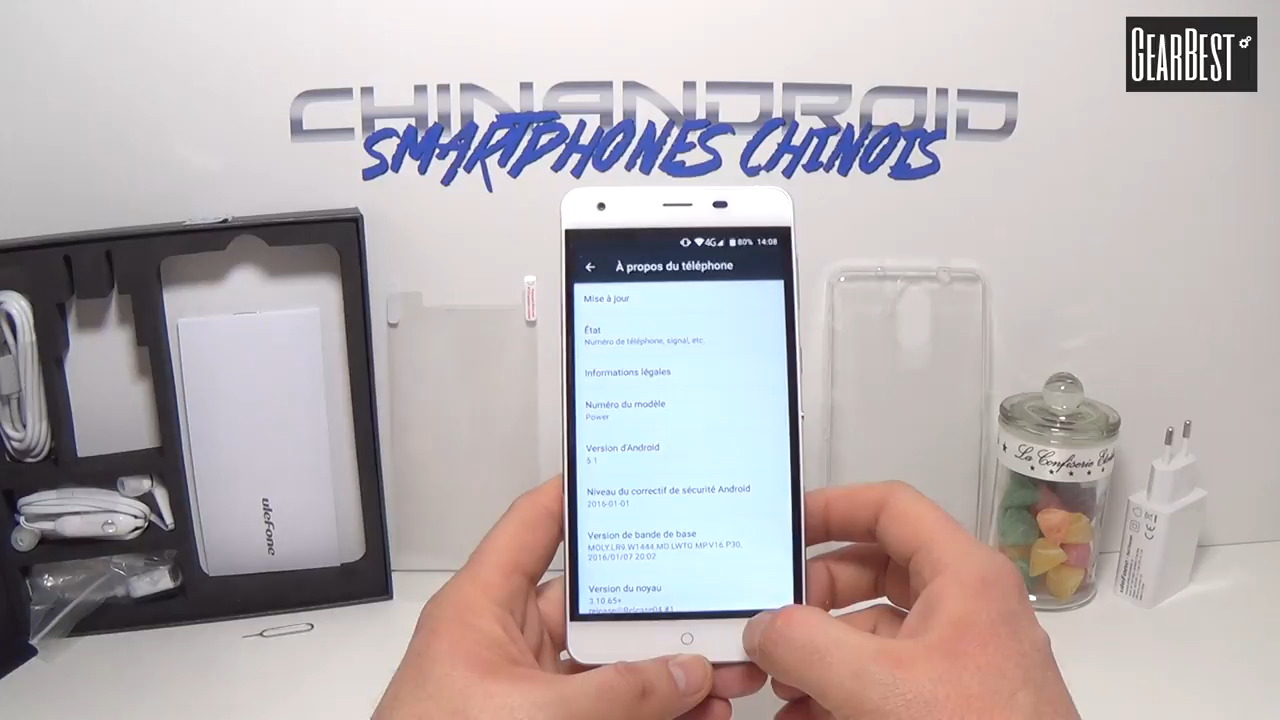 GEARBEST
CHINANDROID
SMARTPHONES CHINOIS
4G 80% 14:08
À propos du téléphone
Mise à jour
État
Numéro de téléphone, signal, etc.
Informations légales
Numéro du modèle
Power
Version d'Android
5.1
Niveau du correctif de sécurité Android
2016-01-01
Version de bande de base
MOLY.LR9.W1444.MD.LWTG.MP.V16.P30,
2016/01/07 20:02
Version du noyau
3.10.65+
uleFone
La Confiserie
CE